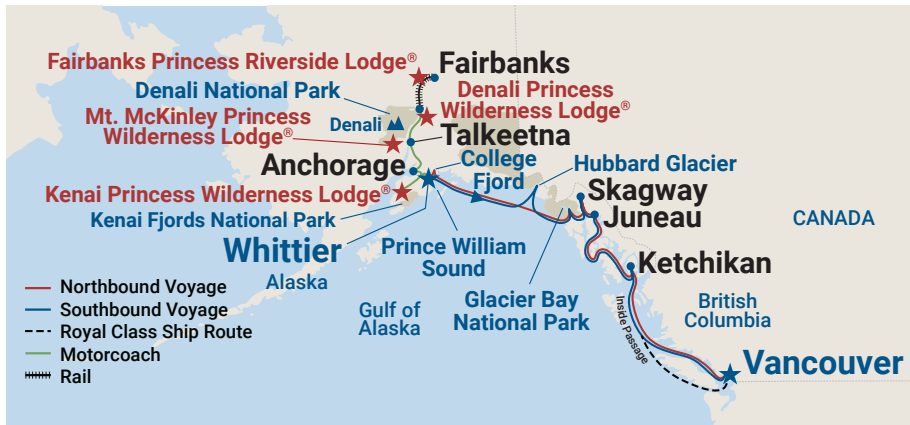 Fairbanks Princess Riverside Lodge®
Fairbanks
Denali National Park
Denali Princess
Wilderness Lodge®
Mt. McKinley Princess
Wilderness Lodge®
Denali
Talkeetna
Anchorage
College
Fjord
Hubbard Glacier
Kenai Princess Wilderness Lodge®
Skagway
Kenai Fjords National Park
Juneau
CANADA
Whittier
Prince William
Sound
Ketchikan
Alaska
Glacier Bay
National Park
Gulf of
Alaska
British
Columbia
Inside Passage
Vancouver
Northbound Voyage
Southbound Voyage
Royal Class Ship Route
Motorcoach
Rail